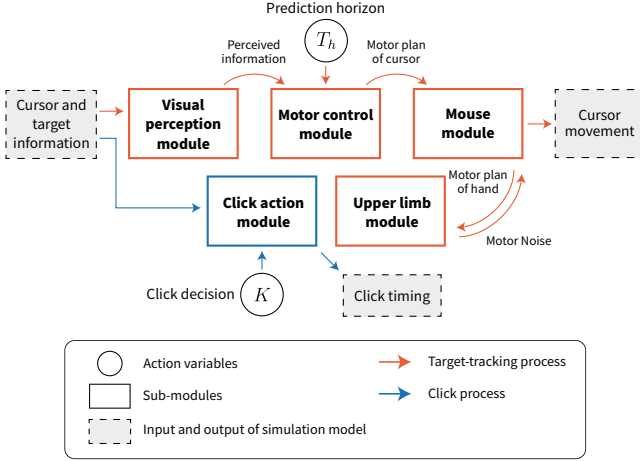 Prediction horizon
T_h
Perceived
information
Motor plan
of cursor
Cursor and
target
information
Visual
perception
module
Motor control
module
Mouse
module
Cursor
movement
Motor plan
of hand
Click action
module
Upper limb
module
Motor Noise
Click decision
K
Click timing
Action variables
Target-tracking process
Sub-modules
Click process
Input and output of simulation model